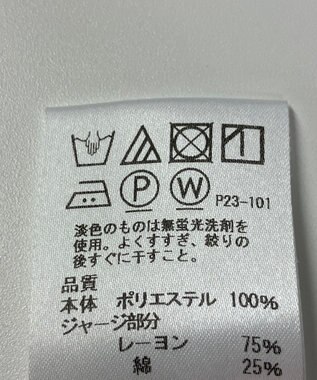 P
W
P23-101
淡色のものは無蛍光洗剤を
使用。よくすすぎ、絞りの
後すぐに干すこと。
品質
本体 ポリエステル 100%
ジャージ部分
レーヨン 75%
綿 25%